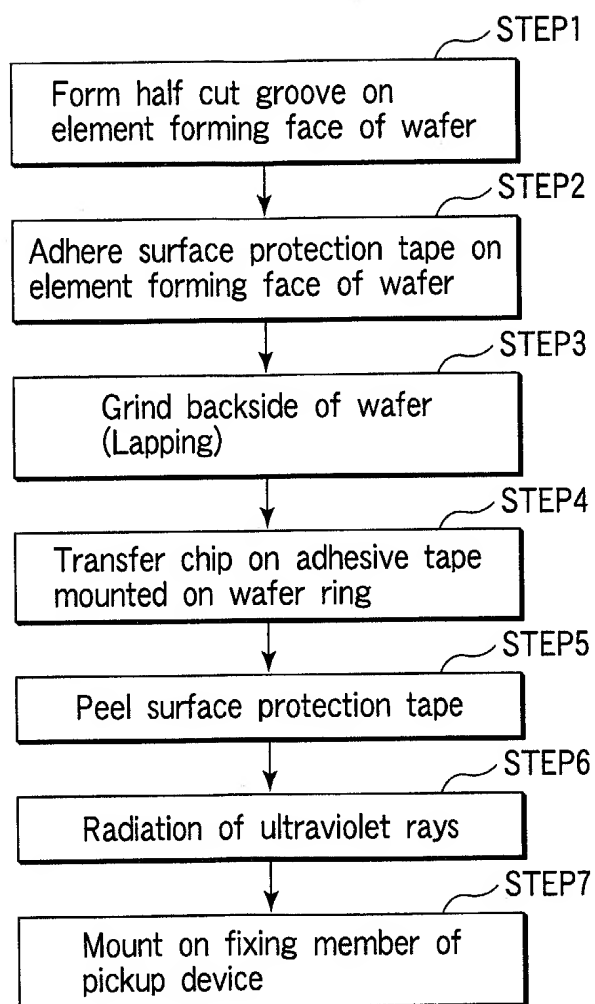 STEP1
Form half cut groove on
element forming face of wafer
STEP2
Adhere surface protection tape on
element forming face of wafer
STEP3
Grind backside of wafer
(Lapping)
STEP4
Transfer chip on adhesive tape
mounted on wafer ring
STEP5
Peel surface protection tape
STEP6
Radiation of ultraviolet rays
STEP7
Mount on fixing member of
pickup device